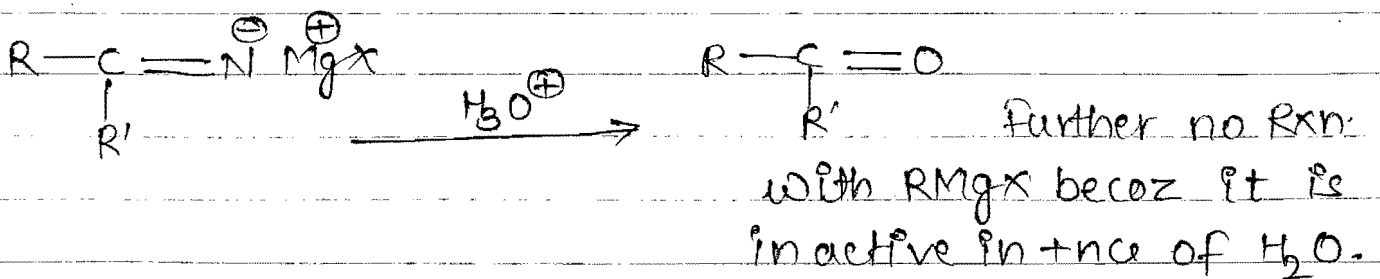 R—C=N⊖ Mg⊕X R—C=O
R' H3O⊕ R' Further no Rxn.
with RMgX becoz it is
inactive in +nce of H2O.